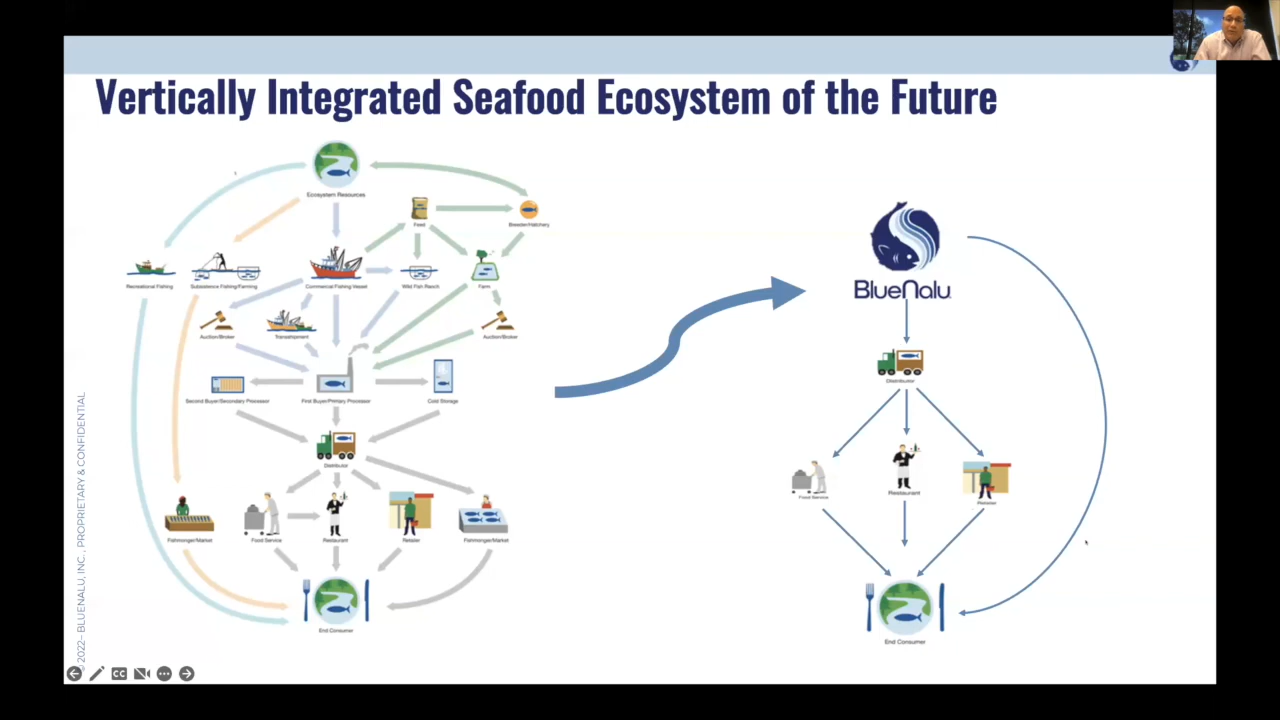 Vertically Integrated Seafood Ecosystem of the Future
Ecosystem Resources
Feed
Breeder/Hatchery
Recreational Fishing
Subsistence Fishing/Farming
Commercial Fishing Vessel
Wild Fish Ranch
Farm
Auction/Broker
Transshipment
Auction/Broker
Second Buyer/Secondary Processor
First Buyer/Primary Processor
Cold Storage
Distributor
Fishmonger/Market
Food Service
Restaurant
Retailer
Fishmonger/Market
End Consumer
BlueNalu
Distributor
Food Service
Restaurant
Retailer
End Consumer
2022– BLUENALU, INC., PROPRIETARY & CONFIDENTIAL
CC